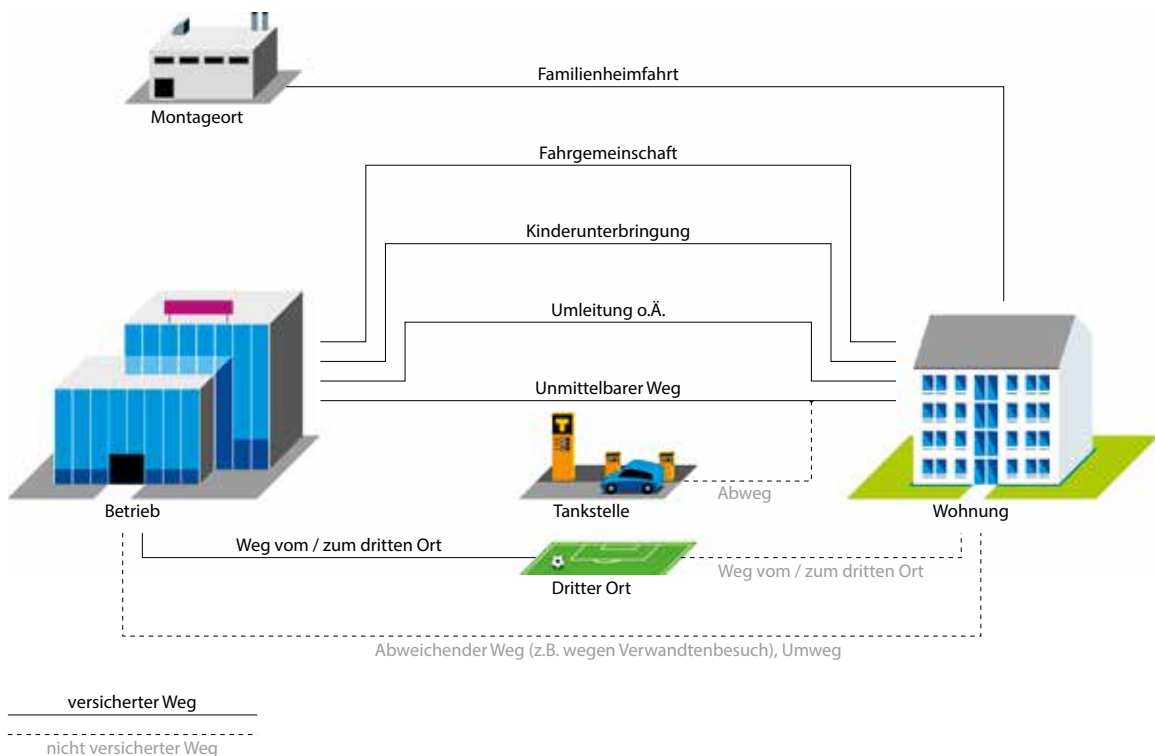 Familienheimfahrt
Montageort
Fahrgemeinschaft
Kinderunterbringung
Umleitung o.Ä.
Unmittelbarer Weg
T
Abweg
Betrieb
Tankstelle
Wohnung
Weg vom / zum dritten Ort
Weg vom / zum dritten Ort
Dritter Ort
Abweichender Weg (z.B. wegen Verwandtenbesuch), Umweg
versicherter Weg
nicht versicherter Weg